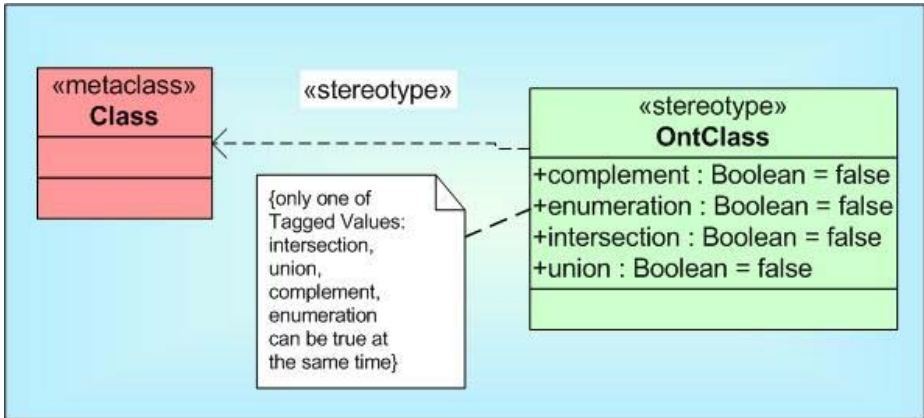 «metaclass»
Class
«stereotype»
«stereotype»
OntClass
+complement : Boolean = false
+enumeration : Boolean = false
+intersection : Boolean = false
+union : Boolean = false
{only one of
Tagged Values:
intersection,
union,
complement,
enumeration
can be true at
the same time}